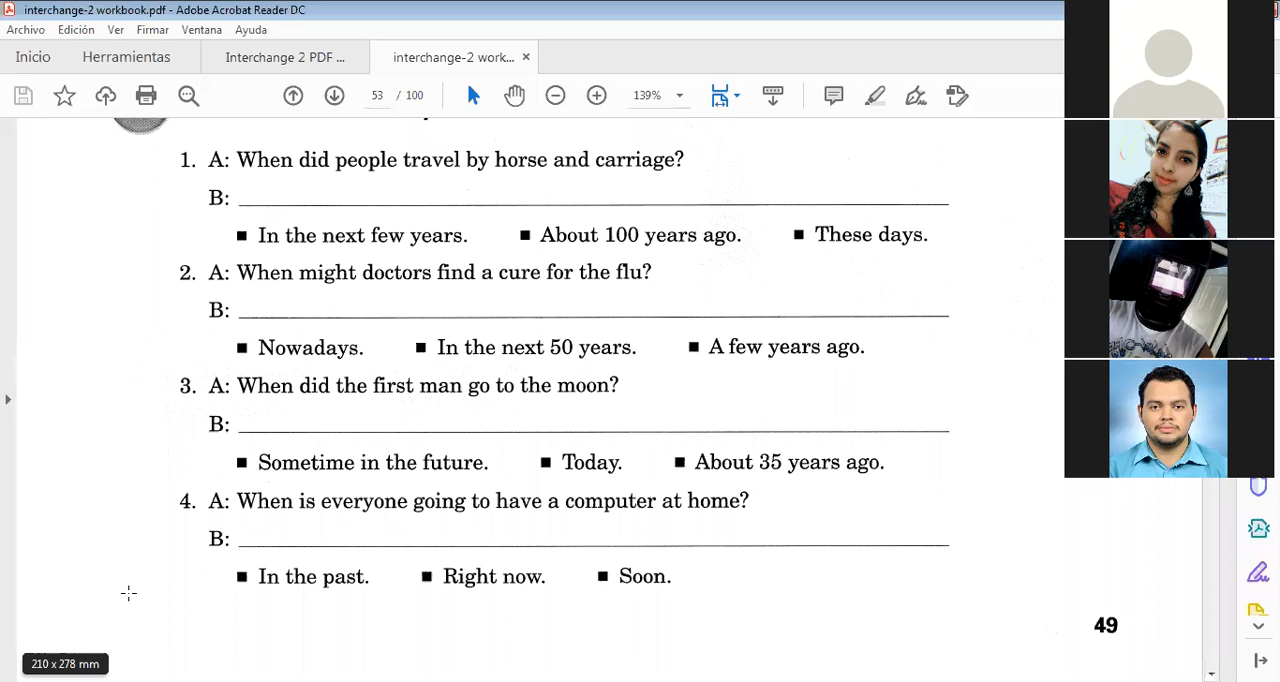 interchange-2 workbook.pdf - Adobe Acrobat Reader DC
Archivo Edición Ver Firmar Ventana Ayuda
Inicio Herramientas Interchange 2 PDF ... interchange-2 work... ×
53 / 100 139%
1. A: When did people travel by horse and carriage?
B:
■ In the next few years. ■ About 100 years ago. ■ These days.
2. A: When might doctors find a cure for the flu?
B:
■ Nowadays. ■ In the next 50 years. ■ A few years ago.
3. A: When did the first man go to the moon?
B:
■ Sometime in the future. ■ Today. ■ About 35 years ago.
4. A: When is everyone going to have a computer at home?
B:
■ In the past. ■ Right now. ■ Soon.
49
210 x 278 mm